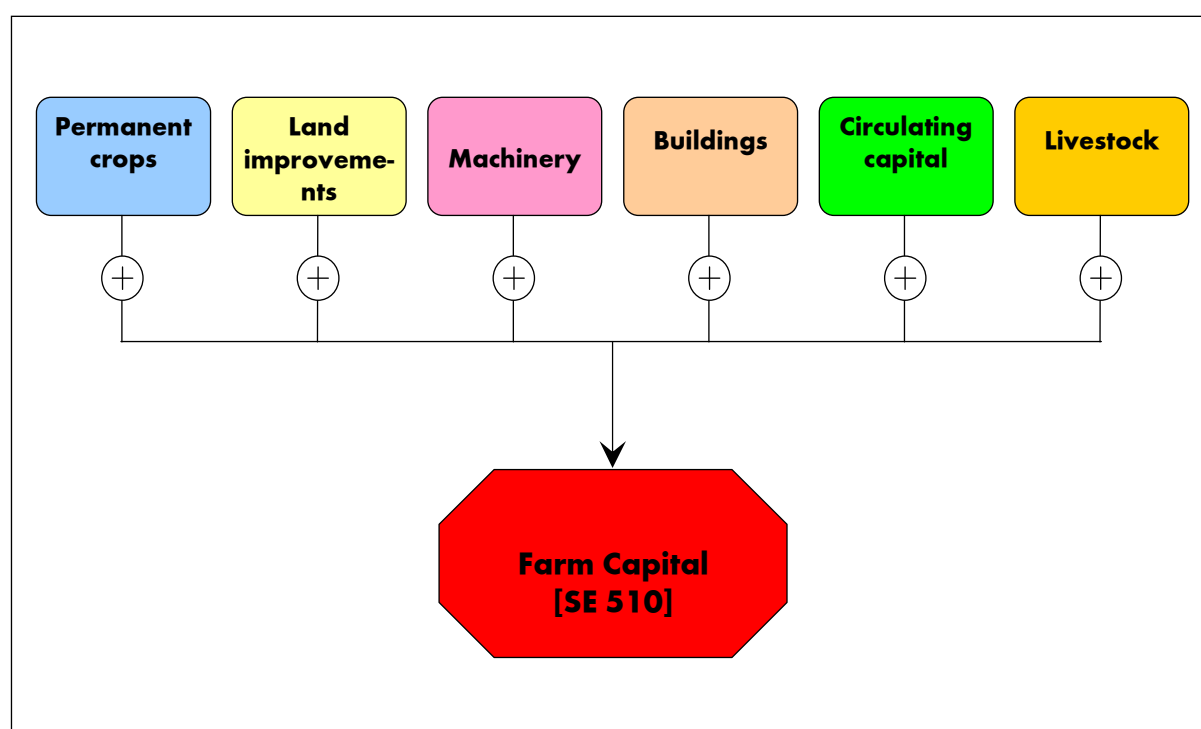 Permanent
crops
Land
improveme-
nts
Machinery
Buildings
Circulating
capital
Livestock
Farm Capital
[SE 510]